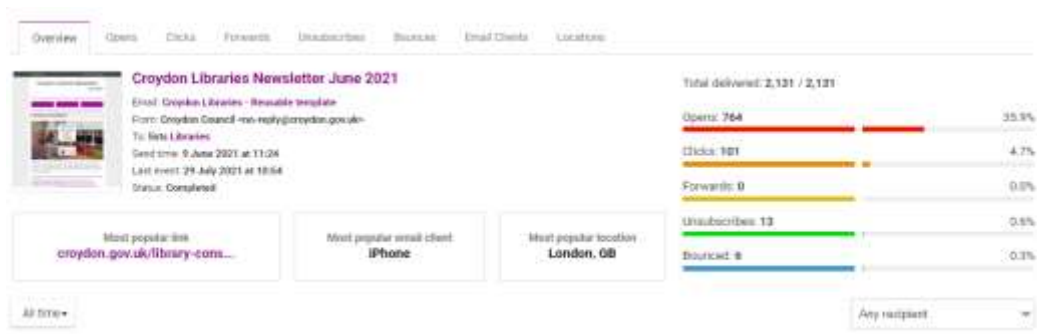 Overview Opens Clicks Forwards Unsubscribes Bounces Email Clients Locations
Croydon Libraries Newsletter June 2021
Email: Croydon Libraries - Reusable template
From: Croydon Council <no-reply@croydon.gov.uk>
To: lists Libraries
Send time: 9 June 2021 at 11:24
Last event: 29 July 2021 at 10:54
Status: Completed
Most popular link
croydon.gov.uk/library-cons...
Most popular email client
iPhone
Most popular location
London, GB
Total delivered: 2,131 / 2,131
Opens: 764 35.9%
Clicks: 101 4.7%
Forwards: 0 0.0%
Unsubscribes: 13 0.6%
Bounced: 6 0.3%
All time
Any recipient